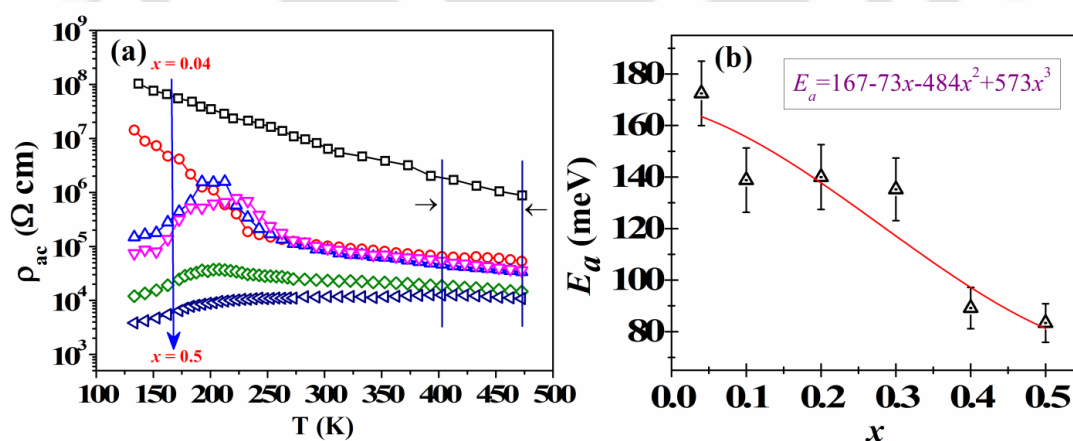 (a)
x = 0.04
x = 0.5
10⁹
10⁸
10⁷
10⁶
10⁵
10⁴
10³
ρac (Ω cm)
100 150 200 250 300 350 400 450 500
T (K)
(b)
Ea=167-73x-484x²+573x³
180
160
140
120
100
80
Ea (meV)
0.0 0.1 0.2 0.3 0.4 0.5
x